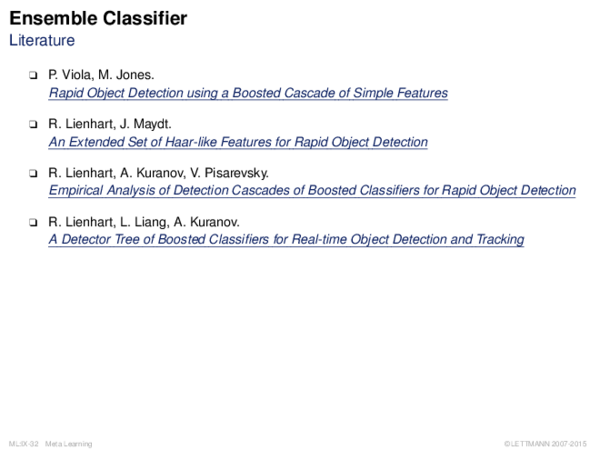 Ensemble Classifier
Literature
❑ P. Viola, M. Jones.
Rapid Object Detection using a Boosted Cascade of Simple Features
❑ R. Lienhart, J. Maydt.
An Extended Set of Haar-like Features for Rapid Object Detection
❑ R. Lienhart, A. Kuranov, V. Pisarevsky.
Empirical Analysis of Detection Cascades of Boosted Classifiers for Rapid Object Detection
❑ R. Lienhart, L. Liang, A. Kuranov.
A Detector Tree of Boosted Classifiers for Real-time Object Detection and Tracking
ML:IX-32 Meta Learning ©LETTMANN 2007-2015